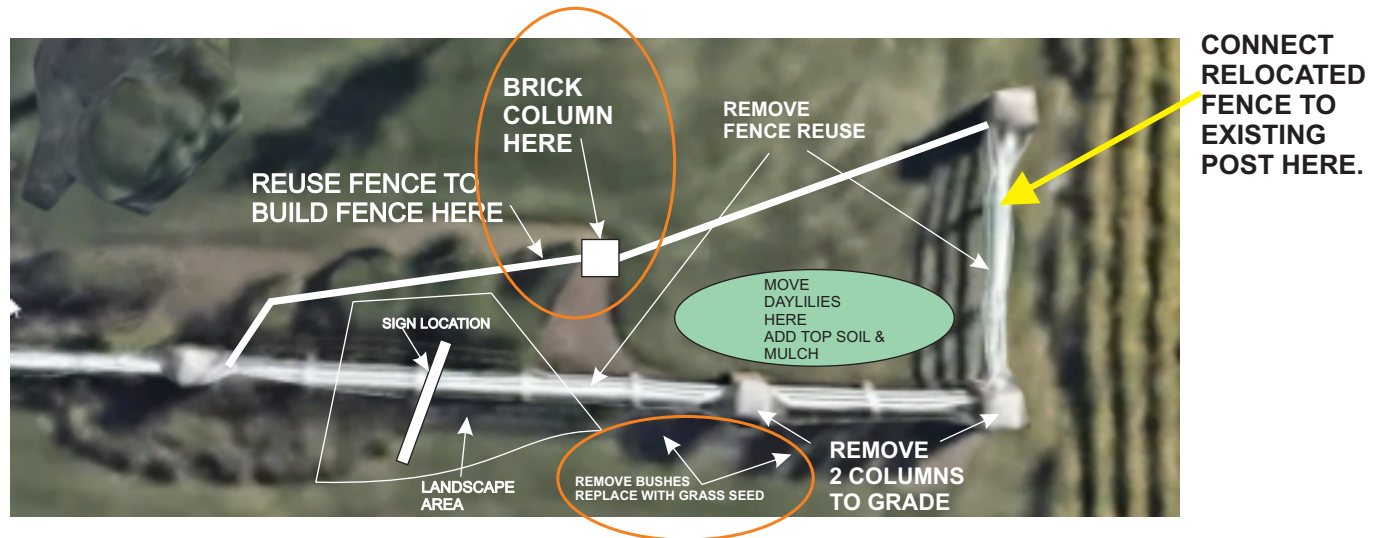 BRICK
COLUMN
HERE
REMOVE
FENCE REUSE
CONNECT
RELOCATED
FENCE TO
EXISTING
POST HERE.
REUSE FENCE TO
BUILD FENCE HERE
MOVE
DAYLILIES
HERE
ADD TOP SOIL &
MULCH
SIGN LOCATION
LANDSCAPE
AREA
REMOVE BUSHES
REPLACE WITH GRASS SEED
REMOVE
2 COLUMNS
TO GRADE